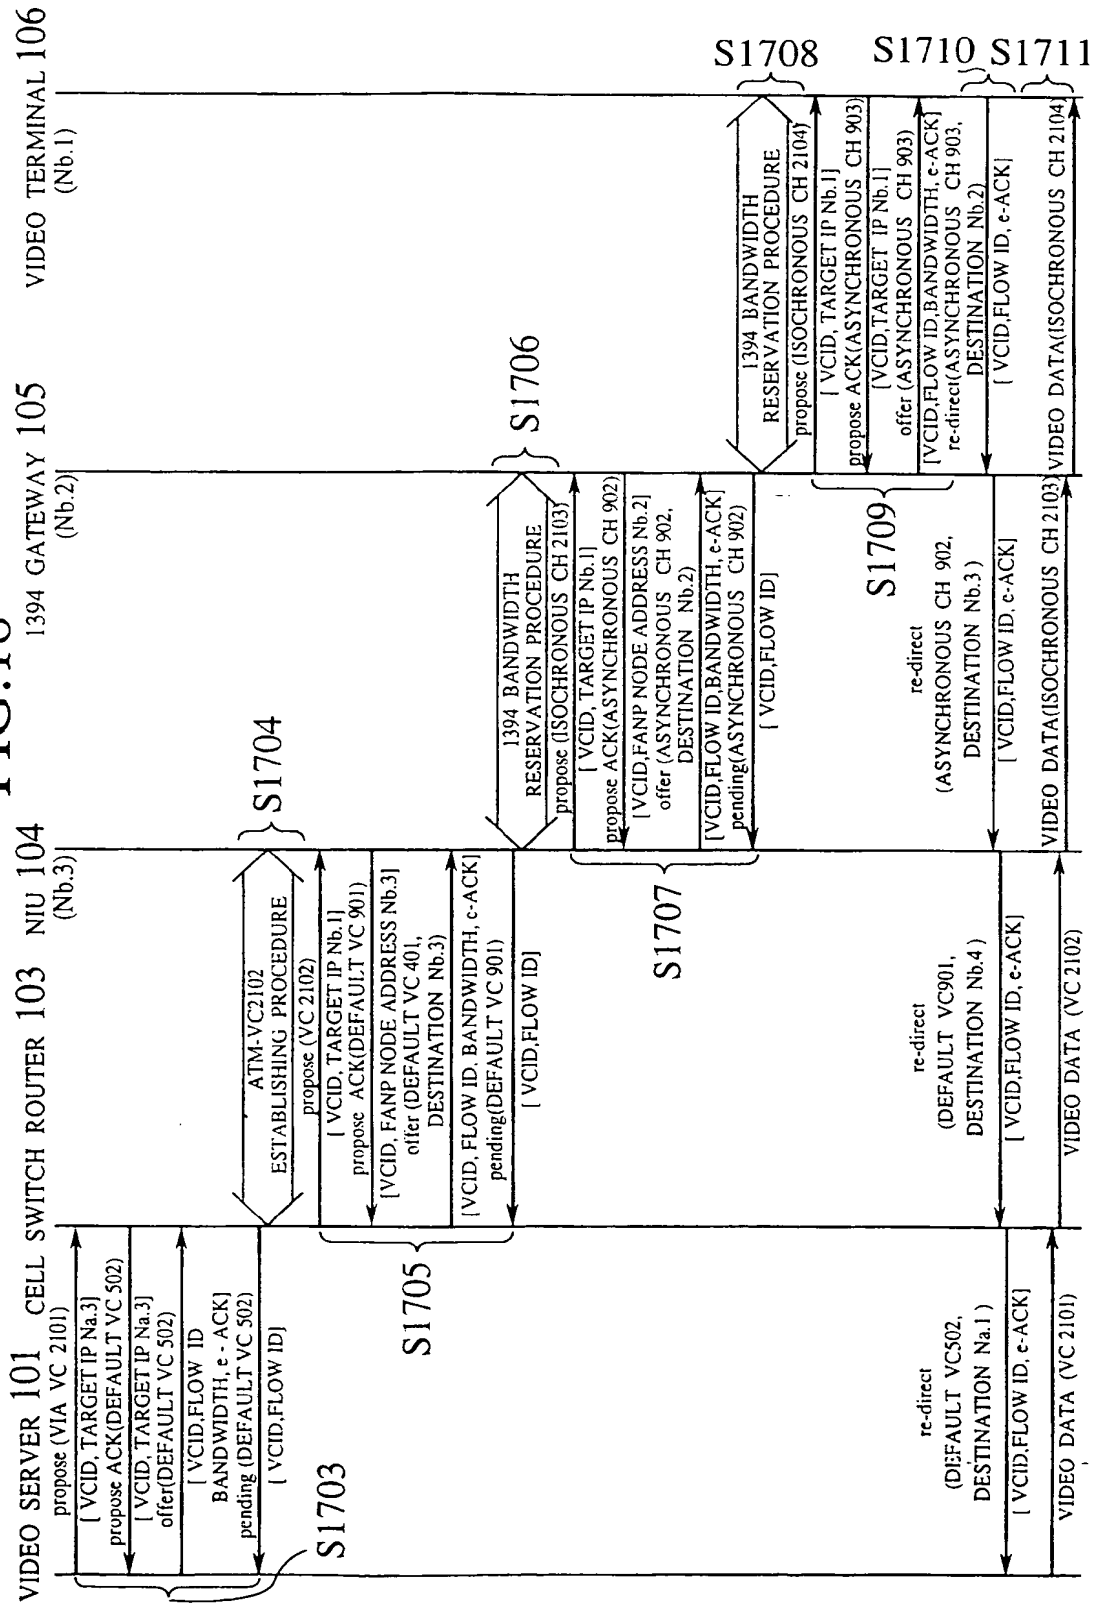 FIG.18
VIDEO SERVER 101
CELL SWITCH ROUTER 103
NIU 104
(Nb.3)
1394 GATEWAY 105
(Nb.2)
VIDEO TERMINAL 106
(Nb.1)
propose (VIA VC 2101)
[ VCID, TARGET IP Na.3]
propose ACK(DEFAULT VC 502)
[ VCID, TARGET IP Na.3]
offer(DEFAULT VC 502)
[ VCID,FLOW ID
BANDWIDTH, e - ACK]
pending (DEFAULT VC 502)
[ VCID,FLOW ID]
S1703
ATM-VC2102
ESTABLISHING PROCEDURE
S1704
propose (VC 2102)
[ VCID, TARGET IP Nb.1]
propose ACK(DEFAULT VC 901)
[VCID, FANP NODE ADDRESS Nb.3]
offer (DEFAULT VC 401,
DESTINATION Nb.3)
[VCID, FLOW ID, BANDWIDTH, e-ACK]
pending(DEFAULT VC 901)
[ VCID,FLOW ID]
S1705
1394 BANDWIDTH
RESERVATION PROCEDURE
S1706
propose (ISOCHRONOUS CH 2103)
[ VCID, TARGET IP Nb.1]
propose ACK(ASYNCHRONOUS CH 902)
[VCID,FANP NODE ADDRESS Nb.2]
offer (ASYNCHRONOUS CH 902,
DESTINATION Nb.2)
[VCID,FLOW ID,BANDWIDTH, e-ACK]
pending(ASYNCHRONOUS CH 902)
[ VCID,FLOW ID]
S1707
1394 BANDWIDTH
RESERVATION PROCEDURE
S1708
propose (ISOCHRONOUS CH 2104)
[ VCID, TARGET IP Nb.1]
propose ACK(ASYNCHRONOUS CH 903)
[VCID,TARGET IP Nb.1]
offer (ASYNCHRONOUS CH 903)
[VCID,FLOW ID,BANDWIDTH, e-ACK]
S1709
re-direct(ASYNCHRONOUS CH 903,
DESTINATION Nb.2)
[ VCID,FLOW ID, e-ACK]
S1710
re-direct
(ASYNCHRONOUS CH 902,
DESTINATION Nb.3 )
[ VCID,FLOW ID, e-ACK]
re-direct
(DEFAULT VC901,
DESTINATION Nb.4 )
[ VCID,FLOW ID, e-ACK]
re-direct
(DEFAULT VC502,
DESTINATION Na.1 )
[ VCID,FLOW ID, e-ACK]
VIDEO DATA (VC 2101)
VIDEO DATA (VC 2102)
VIDEO DATA(ISOCHRONOUS CH 2103)
VIDEO DATA(ISOCHRONOUS CH 2104)
S1711